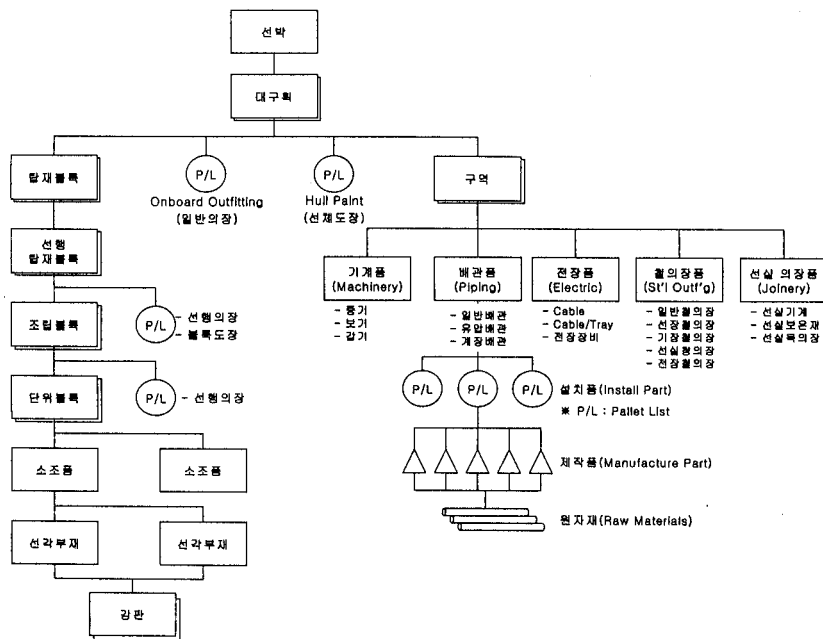 선박
대구획
탑재블록
P/L
Onboard Outfitting
(일반의장)
P/L
Hull Paint
(선체도장)
구역
선행
탑재블록
조립블록
P/L
- 선행의장
- 블록도장
단위블록
P/L
- 선행의장
소조품
소조품
선각부재
선각부재
강판
기계품
(Machinery)
- 중기
- 보기
- 갑기
배관품
(Piping)
- 일반배관
- 유압배관
- 계장배관
전장품
(Electric)
- Cable
- Cable/Tray
- 전장장비
철의장품
(St'l Outf'g)
- 일반철의장
- 선장철의장
- 기장철의장
- 선실철의장
- 전장철의장
선실 의장품
(Joinery)
- 선실기계
- 선실보온재
- 선실목의장
P/L
P/L
P/L
설치품(Install Part)
※ P/L : Pallet List
제작품(Manufacture Part)
원자재(Raw Materials)